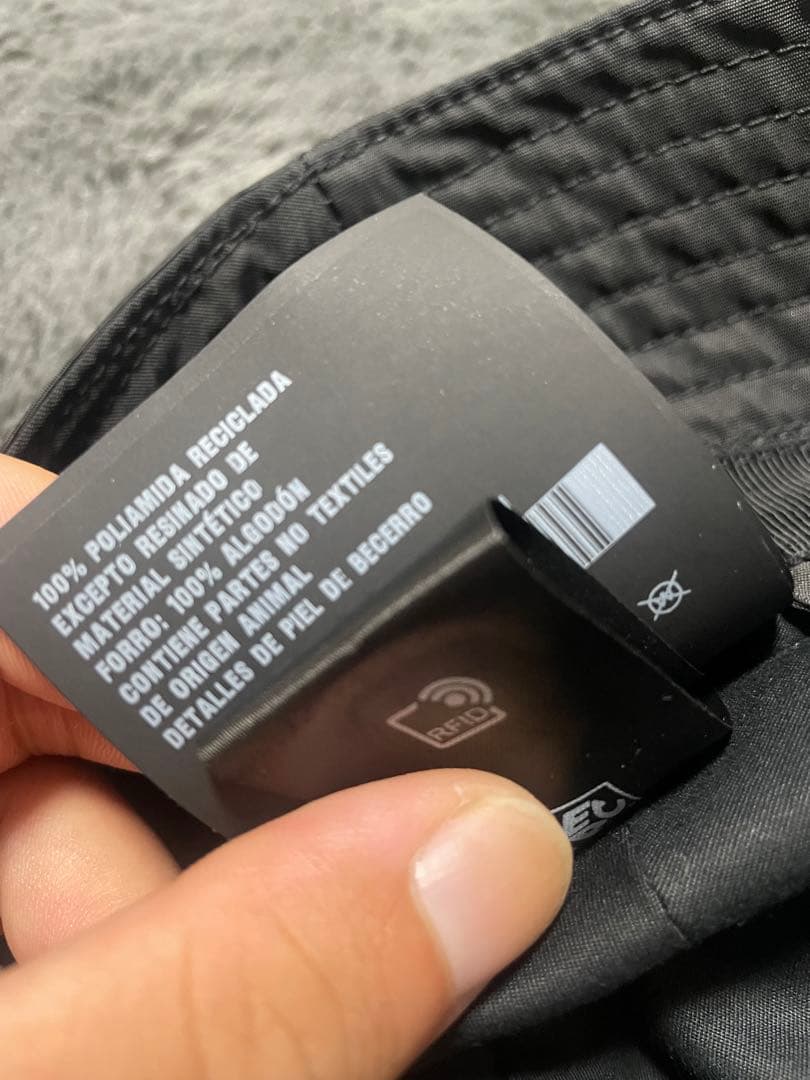 100% POLIAMIDA RECICLADA
EXCEPTO RESINADO DE
MATERIAL SINTÉTICO
FORRO: 100% ALGODÓN
CONTIENE PARTES NO TEXTILES
DE ORIGEN ANIMAL
DETALLES DE PIEL DE BECERRO
RFID